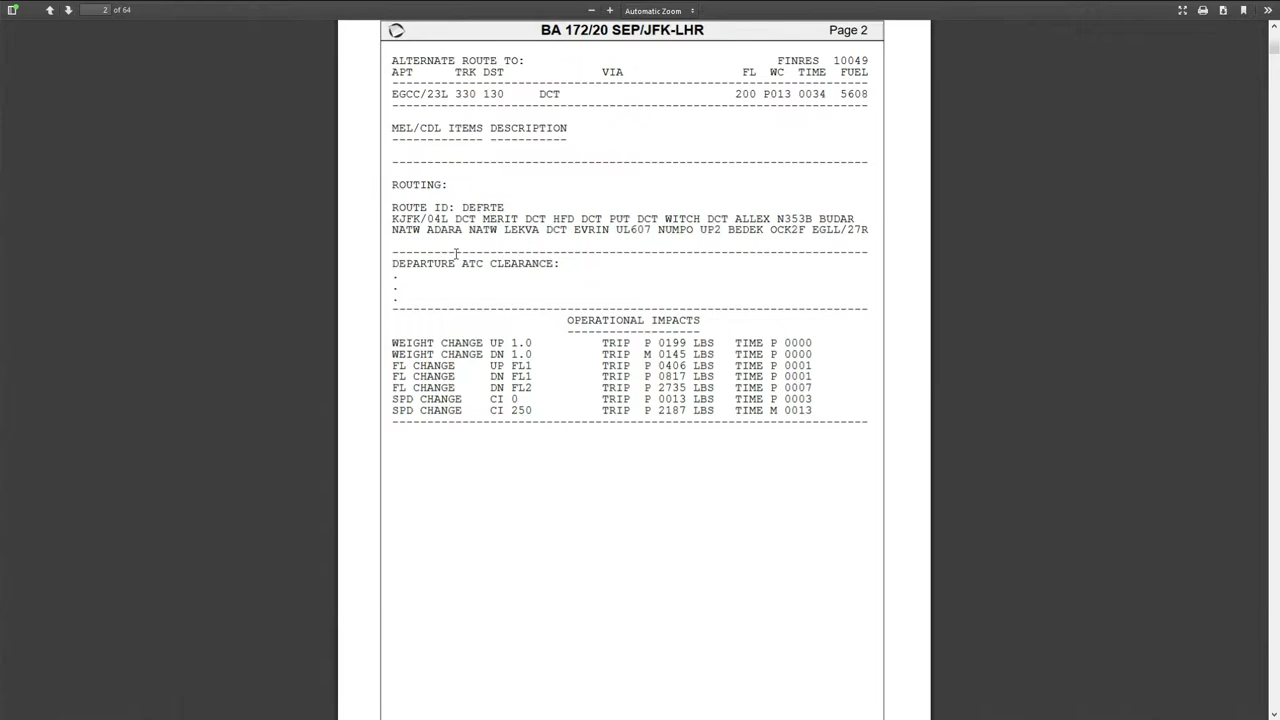 2 of 64
Automatic Zoom
BA 172/20 SEP/JFK-LHR Page 2
ALTERNATE ROUTE TO: FINRES 10049
APT TRK DST VIA FL WC TIME FUEL
--------------------------------------------------------------------
EGCC/23L 330 130 DCT 200 P013 0034 5608
--------------------------------------------------------------------
MEL/CDL ITEMS DESCRIPTION
------------- -----------
--------------------------------------------------------------------
ROUTING:
ROUTE ID: DEFRTE
KJFK/04L DCT MERIT DCT HFD DCT PUT DCT WITCH DCT ALLEX N353B BUDAR
NATW ADARA NATW LEKVA DCT EVRIN UL607 NUMPO UP2 BEDEK OCK2F EGLL/27R
--------------------------------------------------------------------
DEPARTURE ATC CLEARANCE:
.
.
.
--------------------------------------------------------------------
OPERATIONAL IMPACTS
-------------------
WEIGHT CHANGE UP 1.0 TRIP P 0199 LBS TIME P 0000
WEIGHT CHANGE DN 1.0 TRIP M 0145 LBS TIME P 0000
FL CHANGE UP FL1 TRIP P 0406 LBS TIME P 0001
FL CHANGE DN FL1 TRIP P 0817 LBS TIME P 0001
FL CHANGE DN FL2 TRIP P 2735 LBS TIME P 0007
SPD CHANGE CI 0 TRIP P 0013 LBS TIME P 0003
SPD CHANGE CI 250 TRIP P 2187 LBS TIME M 0013
--------------------------------------------------------------------